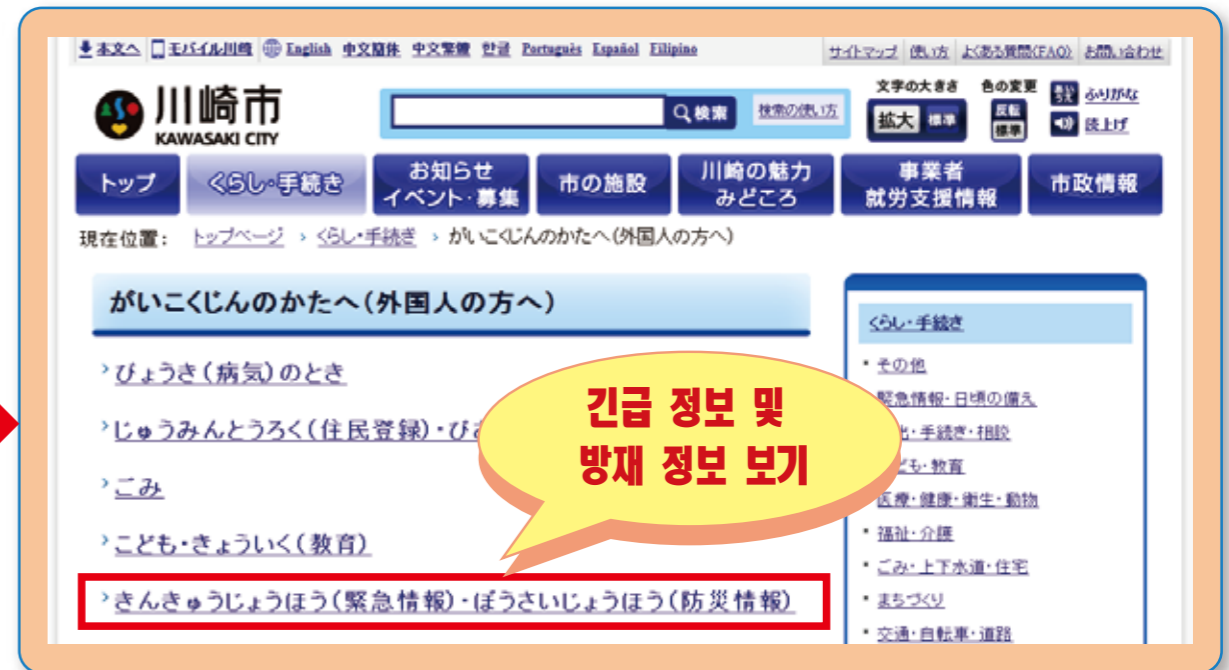 本文へ モバイル川崎 English 中文简体 中文繁體 한글 Português Español Filipino
サイトマップ 使い方 よくある質問(FAQ) お問い合わせ
川崎市
KAWASAKI CITY
検索 検索の使い方
文字の大きさ 色の変更
拡大 標準 反転 標準
ふりがな
読上げ
トップ くらし・手続き お知らせ イベント・募集 市の施設 川崎の魅力 みどころ 事業者 就労支援情報 市政情報
現在位置： トップページ › くらし・手続き › がいこくじんのかたへ(外国人の方へ)
がいこくじんのかたへ(外国人の方へ)
びょうき(病気)のとき
じゅうみんとうろく(住民登録)・
ごみ
こども・きょういく(教育)
きんきゅうじょうほう(緊急情報)・ぼうさいじょうほう(防災情報)
긴급 정보 및
방재 정보 보기
くらし・手続き
その他
緊急情報・日頃の備え
手続き・相談
ども・教育
医療・健康・衛生・動物
福祉・介護
ごみ・上下水道・住宅
まちづくり
交通・自転車・道路